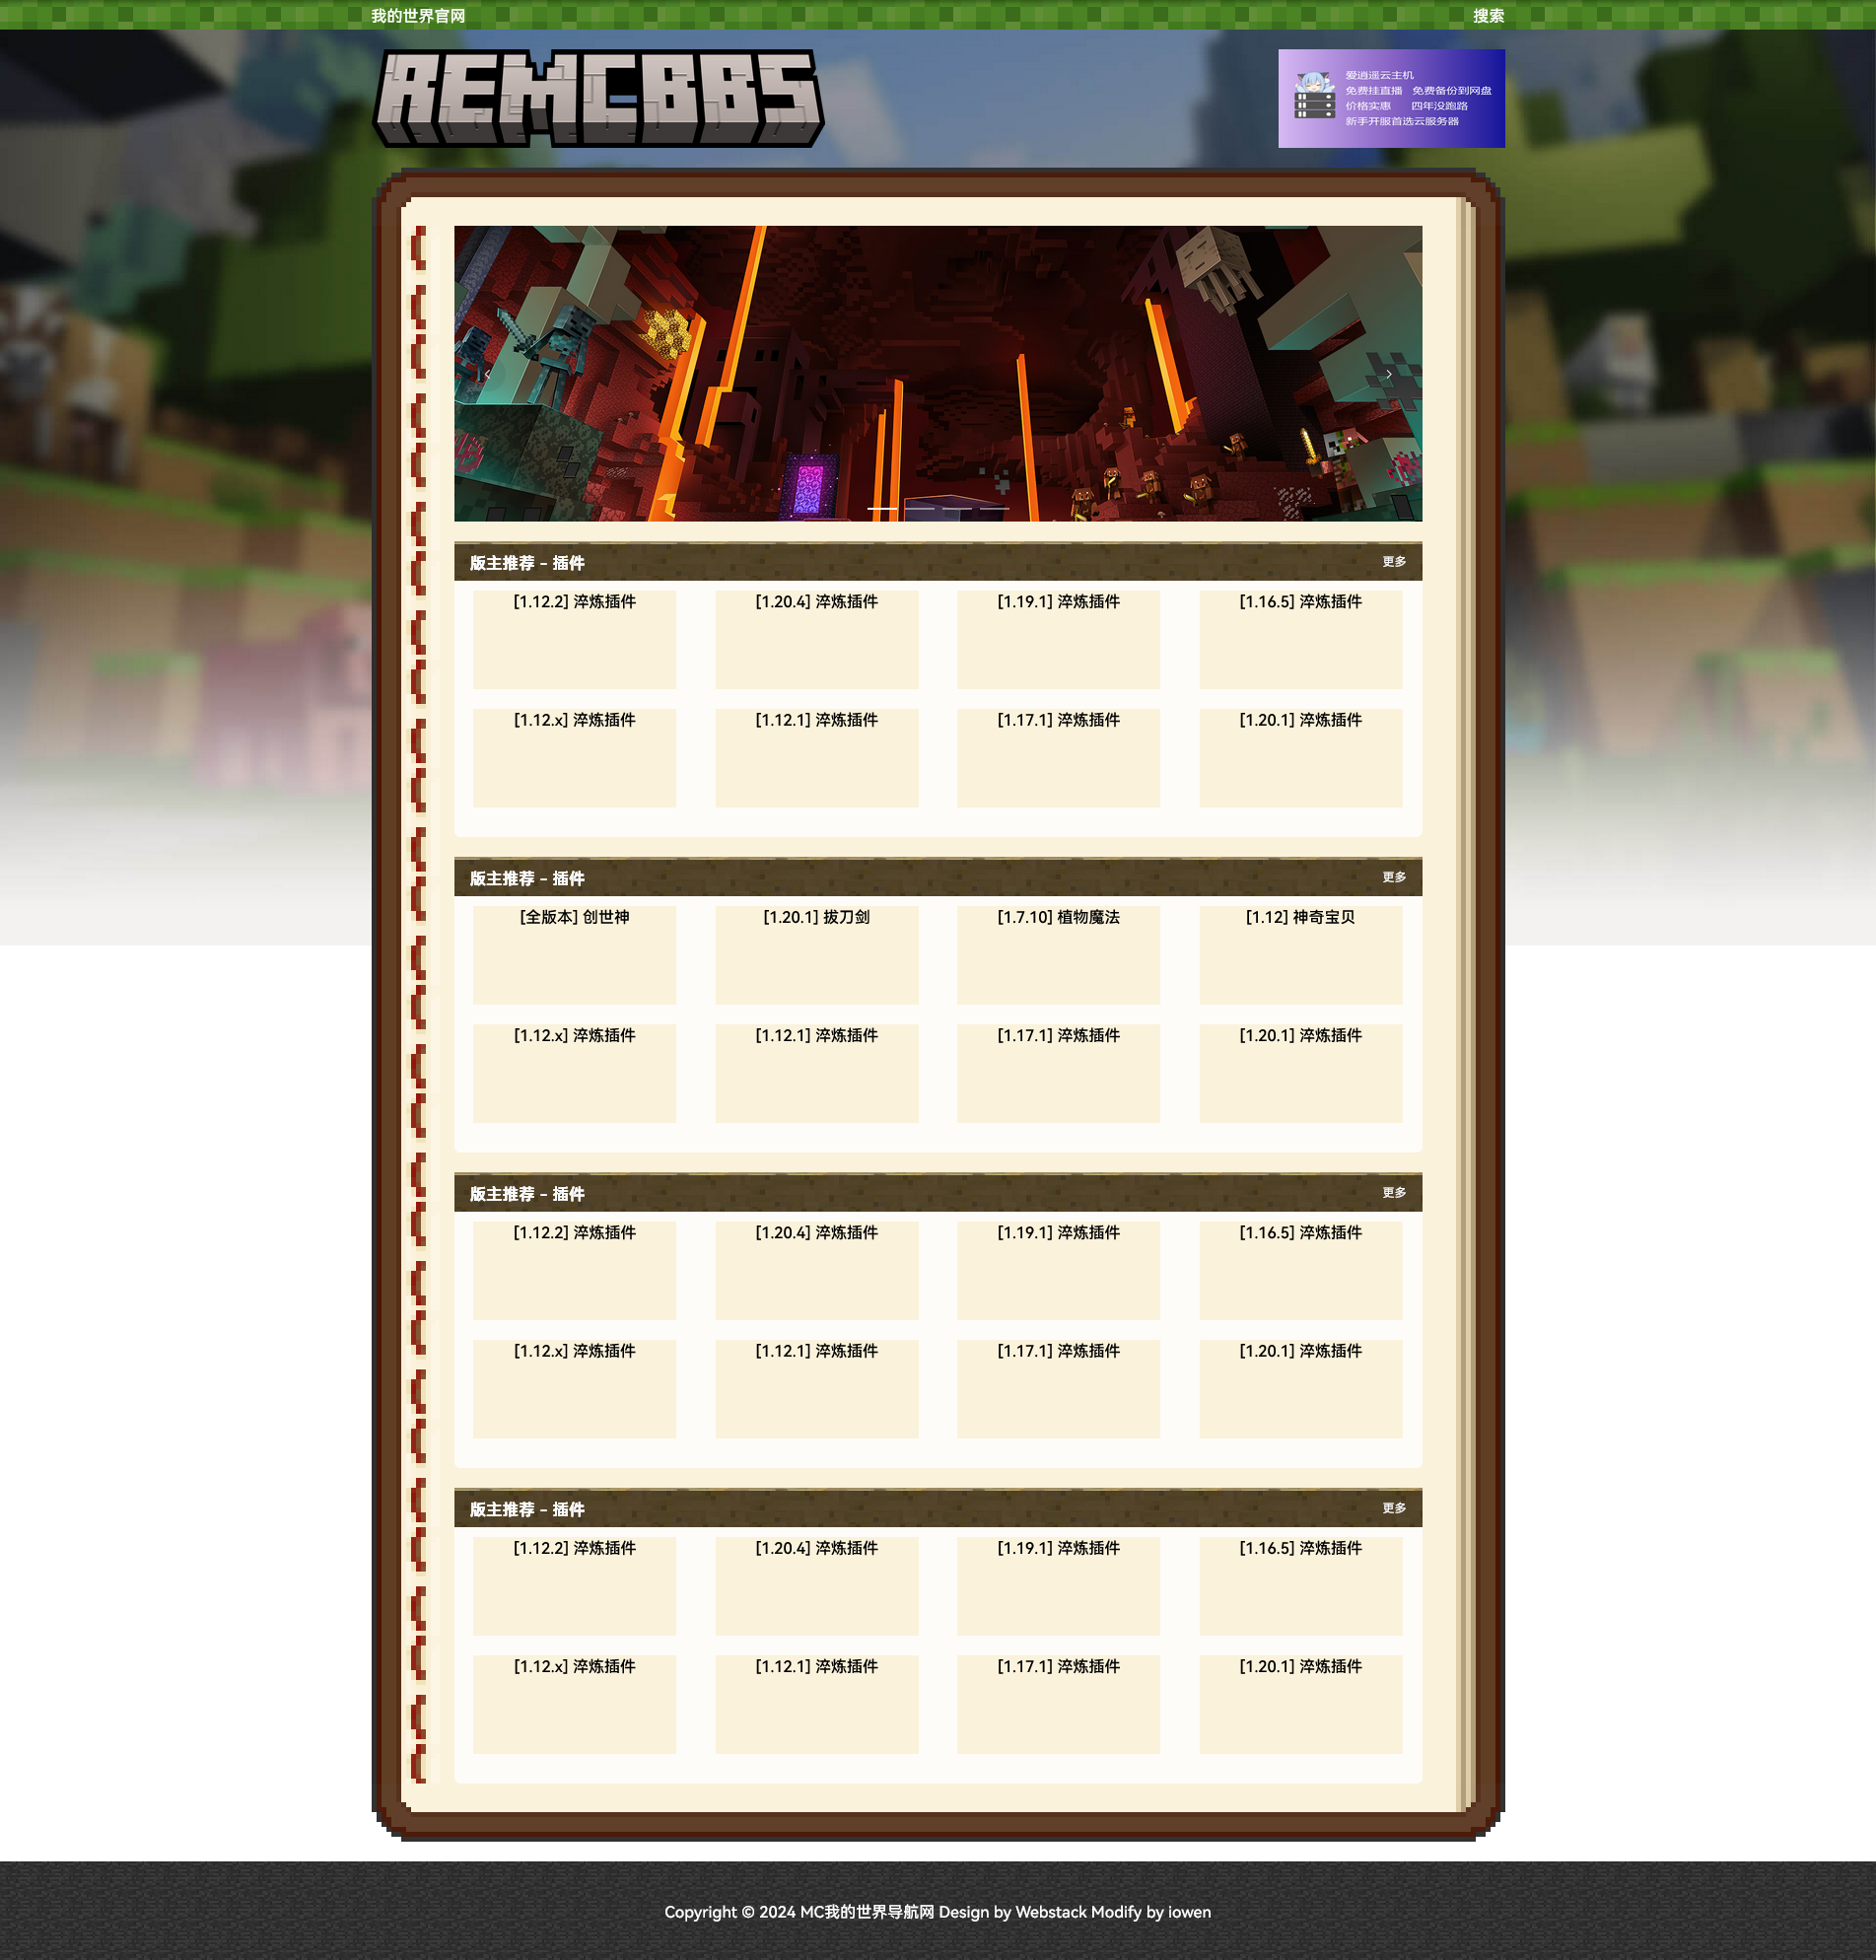 我的世界官网
搜索
REMCBBS
爱逍遥云主机
免费挂直播 免费备份到网盘
价格实惠 四年没跑路
新手开服首选云服务器
版主推荐 - 插件
更多
[1.12.2] 淬炼插件
[1.20.4] 淬炼插件
[1.19.1] 淬炼插件
[1.16.5] 淬炼插件
[1.12.x] 淬炼插件
[1.12.1] 淬炼插件
[1.17.1] 淬炼插件
[1.20.1] 淬炼插件
版主推荐 - 插件
更多
[全版本] 创世神
[1.20.1] 拔刀剑
[1.7.10] 植物魔法
[1.12] 神奇宝贝
[1.12.x] 淬炼插件
[1.12.1] 淬炼插件
[1.17.1] 淬炼插件
[1.20.1] 淬炼插件
版主推荐 - 插件
更多
[1.12.2] 淬炼插件
[1.20.4] 淬炼插件
[1.19.1] 淬炼插件
[1.16.5] 淬炼插件
[1.12.x] 淬炼插件
[1.12.1] 淬炼插件
[1.17.1] 淬炼插件
[1.20.1] 淬炼插件
版主推荐 - 插件
更多
[1.12.2] 淬炼插件
[1.20.4] 淬炼插件
[1.19.1] 淬炼插件
[1.16.5] 淬炼插件
[1.12.x] 淬炼插件
[1.12.1] 淬炼插件
[1.17.1] 淬炼插件
[1.20.1] 淬炼插件
Copyright © 2024 MC我的世界导航网 Design by Webstack Modify by iowen